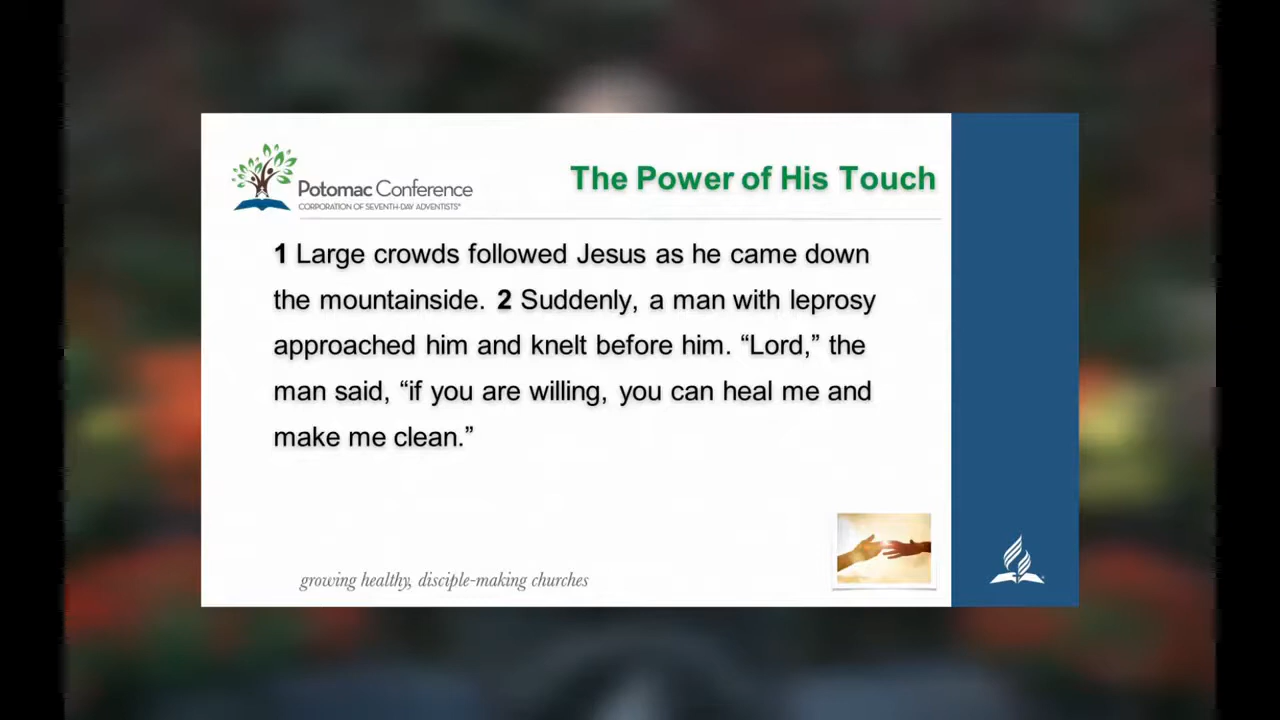 Potomac Conference
CORPORATION OF SEVENTH-DAY ADVENTISTS®
The Power of His Touch
1 Large crowds followed Jesus as he came down
the mountainside. 2 Suddenly, a man with leprosy
approached him and knelt before him. “Lord,” the
man said, “if you are willing, you can heal me and
make me clean.”
growing healthy, disciple-making churches